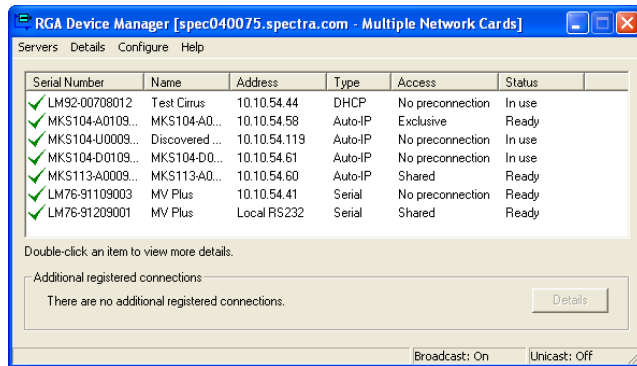 RGA Device Manager [spec040075.spectra.com - Multiple Network Cards]
Servers Details Configure Help
Serial Number Name Address Type Access Status
LM92-00708012 Test Cirrus 10.10.54.44 DHCP No preconnection In use
MKS104-A0109... MKS104-A0... 10.10.54.58 Auto-IP Exclusive Ready
MKS104-U0009... Discovered ... 10.10.54.119 Auto-IP No preconnection In use
MKS104-D0109... MKS104-D0... 10.10.54.61 Auto-IP No preconnection In use
MKS113-A0009... MKS113-A0... 10.10.54.60 Auto-IP Shared Ready
LM76-91109003 MV Plus 10.10.54.41 Serial No preconnection Ready
LM76-91209001 MV Plus Local RS232 Serial Shared Ready
Double-click an item to view more details.
Additional registered connections
There are no additional registered connections.
Details
Broadcast: On Unicast: Off